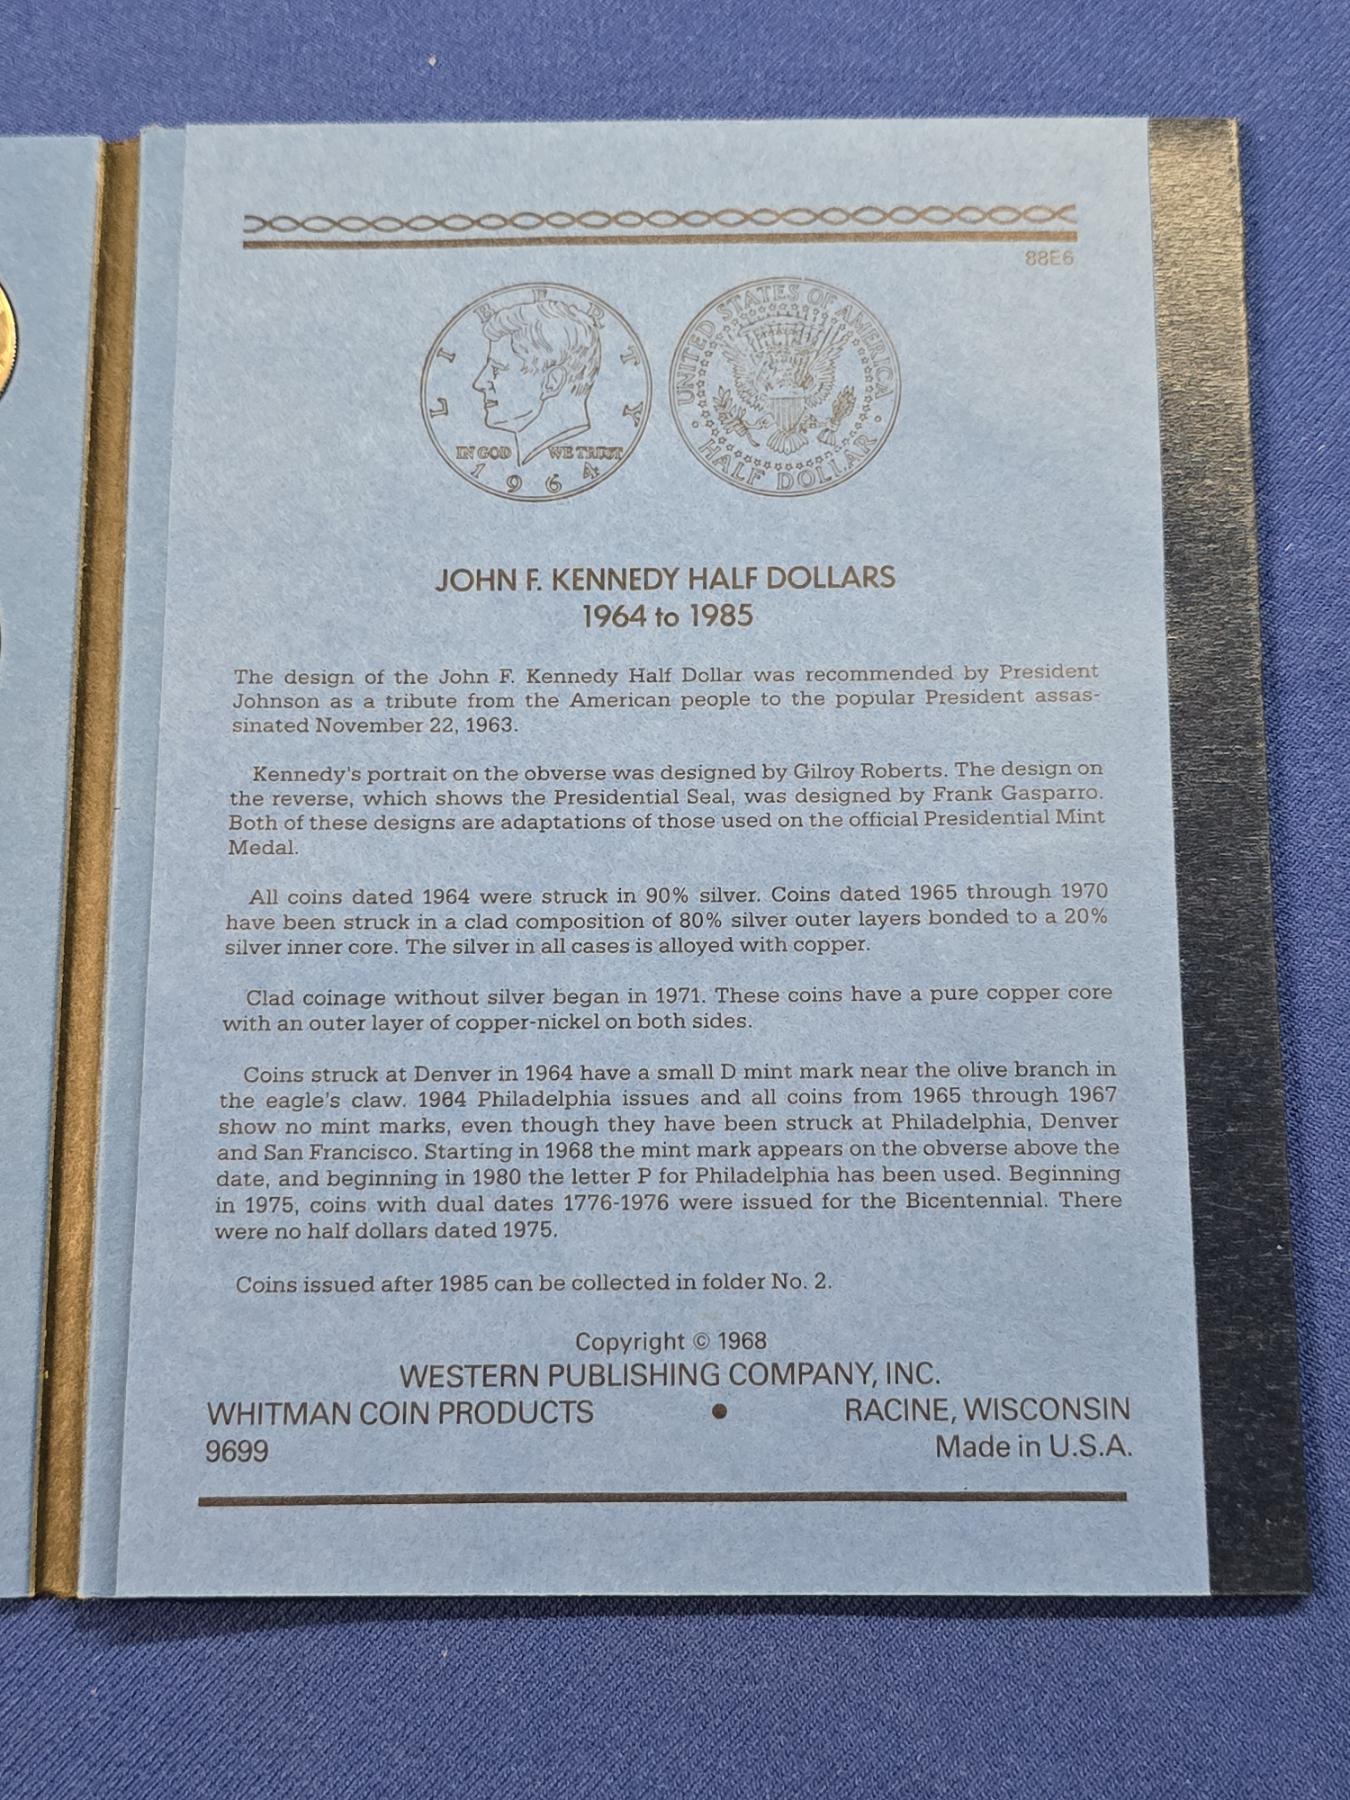 88E6
LIBERTY
IN GOD WE TRUST
1964
UNITED STATES OF AMERICA
HALF DOLLAR
JOHN F. KENNEDY HALF DOLLARS
1964 to 1985
The design of the John F. Kennedy Half Dollar was recommended by President
Johnson as a tribute from the American people to the popular President assas-
sinated November 22, 1963.
Kennedy's portrait on the obverse was designed by Gilroy Roberts. The design on
the reverse, which shows the Presidential Seal, was designed by Frank Gasparro.
Both of these designs are adaptations of those used on the official Presidential Mint
Medal.
All coins dated 1964 were struck in 90% silver. Coins dated 1965 through 1970
have been struck in a clad composition of 80% silver outer layers bonded to a 20%
silver inner core. The silver in all cases is alloyed with copper.
Clad coinage without silver began in 1971. These coins have a pure copper core
with an outer layer of copper-nickel on both sides.
Coins struck at Denver in 1964 have a small D mint mark near the olive branch in
the eagle's claw. 1964 Philadelphia issues and all coins from 1965 through 1967
show no mint marks, even though they have been struck at Philadelphia, Denver
and San Francisco. Starting in 1968 the mint mark appears on the obverse above the
date, and beginning in 1980 the letter P for Philadelphia has been used. Beginning
in 1975, coins with dual dates 1776-1976 were issued for the Bicentennial. There
were no half dollars dated 1975.
Coins issued after 1985 can be collected in folder No. 2.
Copyright © 1968
WESTERN PUBLISHING COMPANY, INC.
WHITMAN COIN PRODUCTS • RACINE, WISCONSIN
9699 Made in U.S.A.